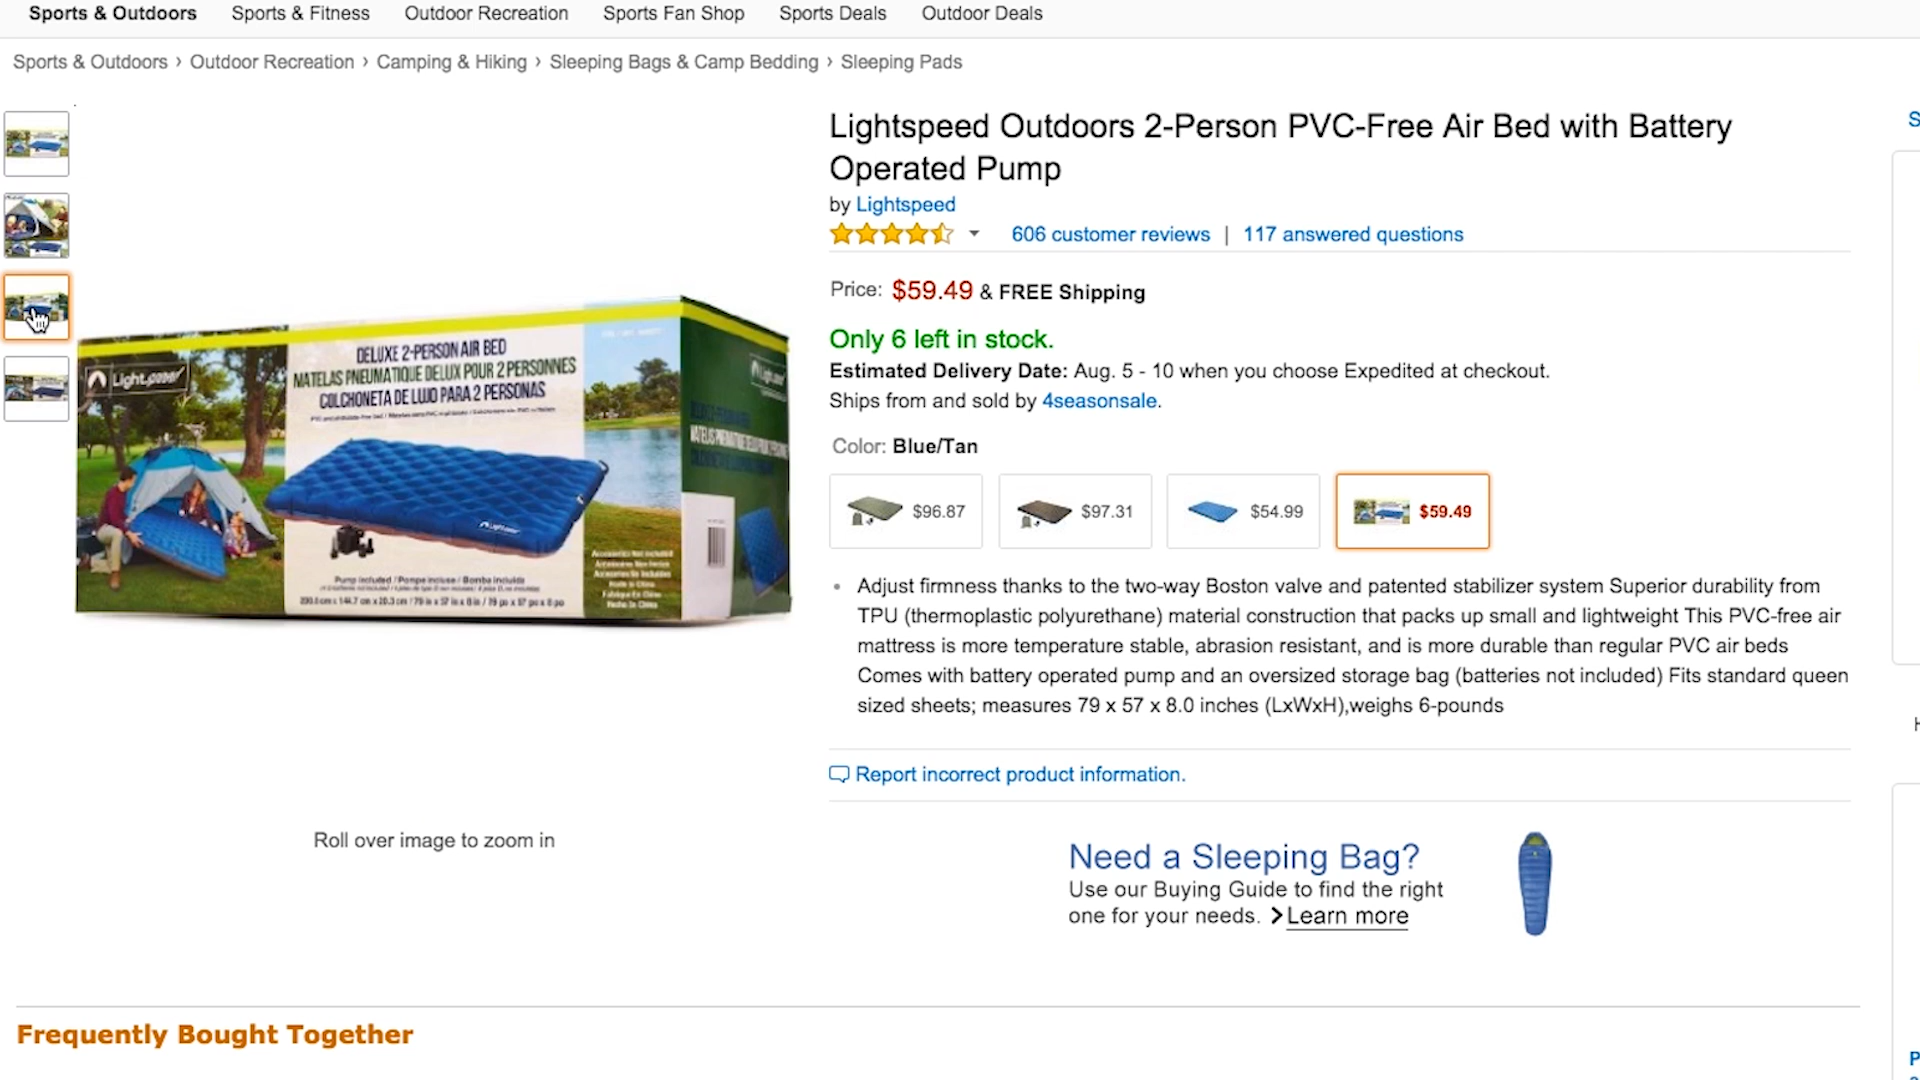 Sports & Outdoors Sports & Fitness Outdoor Recreation Sports Fan Shop Sports Deals Outdoor Deals
Sports & Outdoors › Outdoor Recreation › Camping & Hiking › Sleeping Bags & Camp Bedding › Sleeping Pads
Lightspeed Outdoors 2-Person PVC-Free Air Bed with Battery
Operated Pump
by Lightspeed
606 customer reviews | 117 answered questions
Price: $59.49 & FREE Shipping
Only 6 left in stock.
Estimated Delivery Date: Aug. 5 - 10 when you choose Expedited at checkout.
Ships from and sold by 4seasonsale.
Color: Blue/Tan
$96.87 $97.31 $54.99 $59.49
• Adjust firmness thanks to the two-way Boston valve and patented stabilizer system Superior durability from
TPU (thermoplastic polyurethane) material construction that packs up small and lightweight This PVC-free air
mattress is more temperature stable, abrasion resistant, and is more durable than regular PVC air beds
Comes with battery operated pump and an oversized storage bag (batteries not included) Fits standard queen
sized sheets; measures 79 x 57 x 8.0 inches (LxWxH),weighs 6-pounds
Report incorrect product information.
Need a Sleeping Bag?
Use our Buying Guide to find the right
one for your needs. >Learn more
Lightspeed
DELUXE 2-PERSON AIR BED
MATELAS PNEUMATIQUE DELUX POUR 2 PERSONNES
COLCHONETA DE LUJO PARA 2 PERSONAS
Pump included / Pompe incluse / Bomba incluida
Roll over image to zoom in
Frequently Bought Together